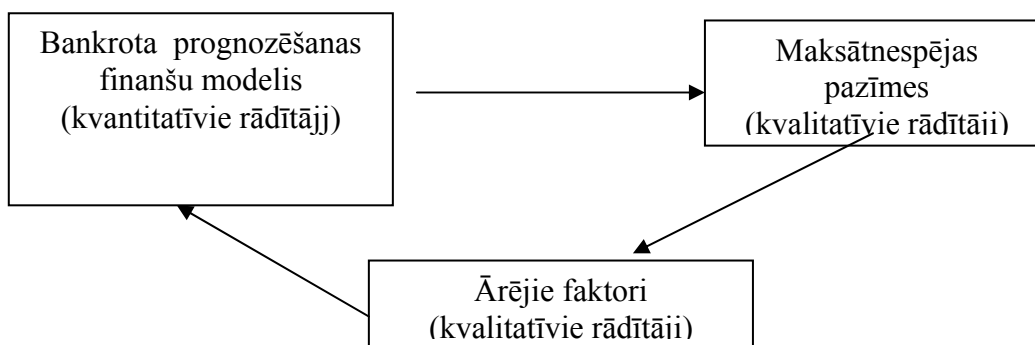 Bankrota prognozēšanas
finanšu modelis
(kvantitatīvie rādītājj)
Maksātnespējas
pazīmes
(kvalitatīvie rādītāji)
Ārējie faktori
(kvalitatīvie rādītāji)